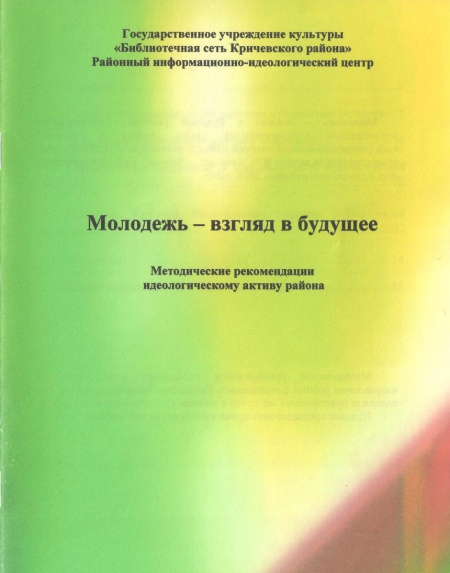 Государственное учреждение культуры
«Библиотечная сеть Кричевского района»
Районный информационно-идеологический центр
Молодежь – взгляд в будущее
Методические рекомендации
идеологическому активу района